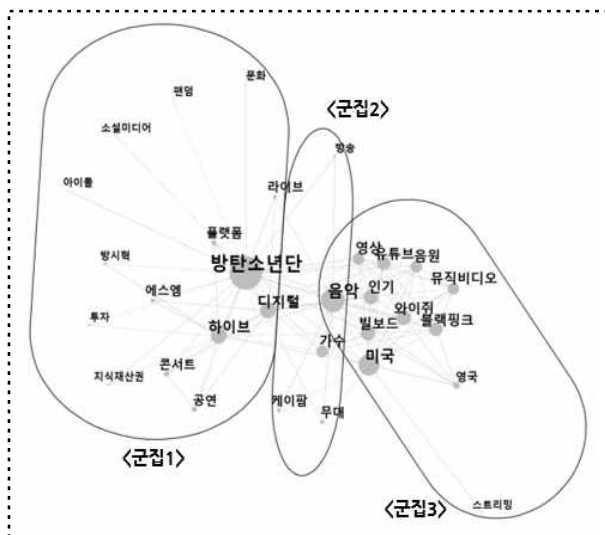 문화
팬덤
<군집2>
소셜미디어
방송
아이돌
라이브
플랫폼
영상
유튜브
음원
방시혁
방탄소년단
뮤직비디오
에스엠
디지털
음악
인기
와이쥐
투자
하이브
빌보드
블랙핑크
가수
미국
콘서트
지식재산권
영국
공연
케이팝
무대
<군집1>
<군집3>
스트리밍